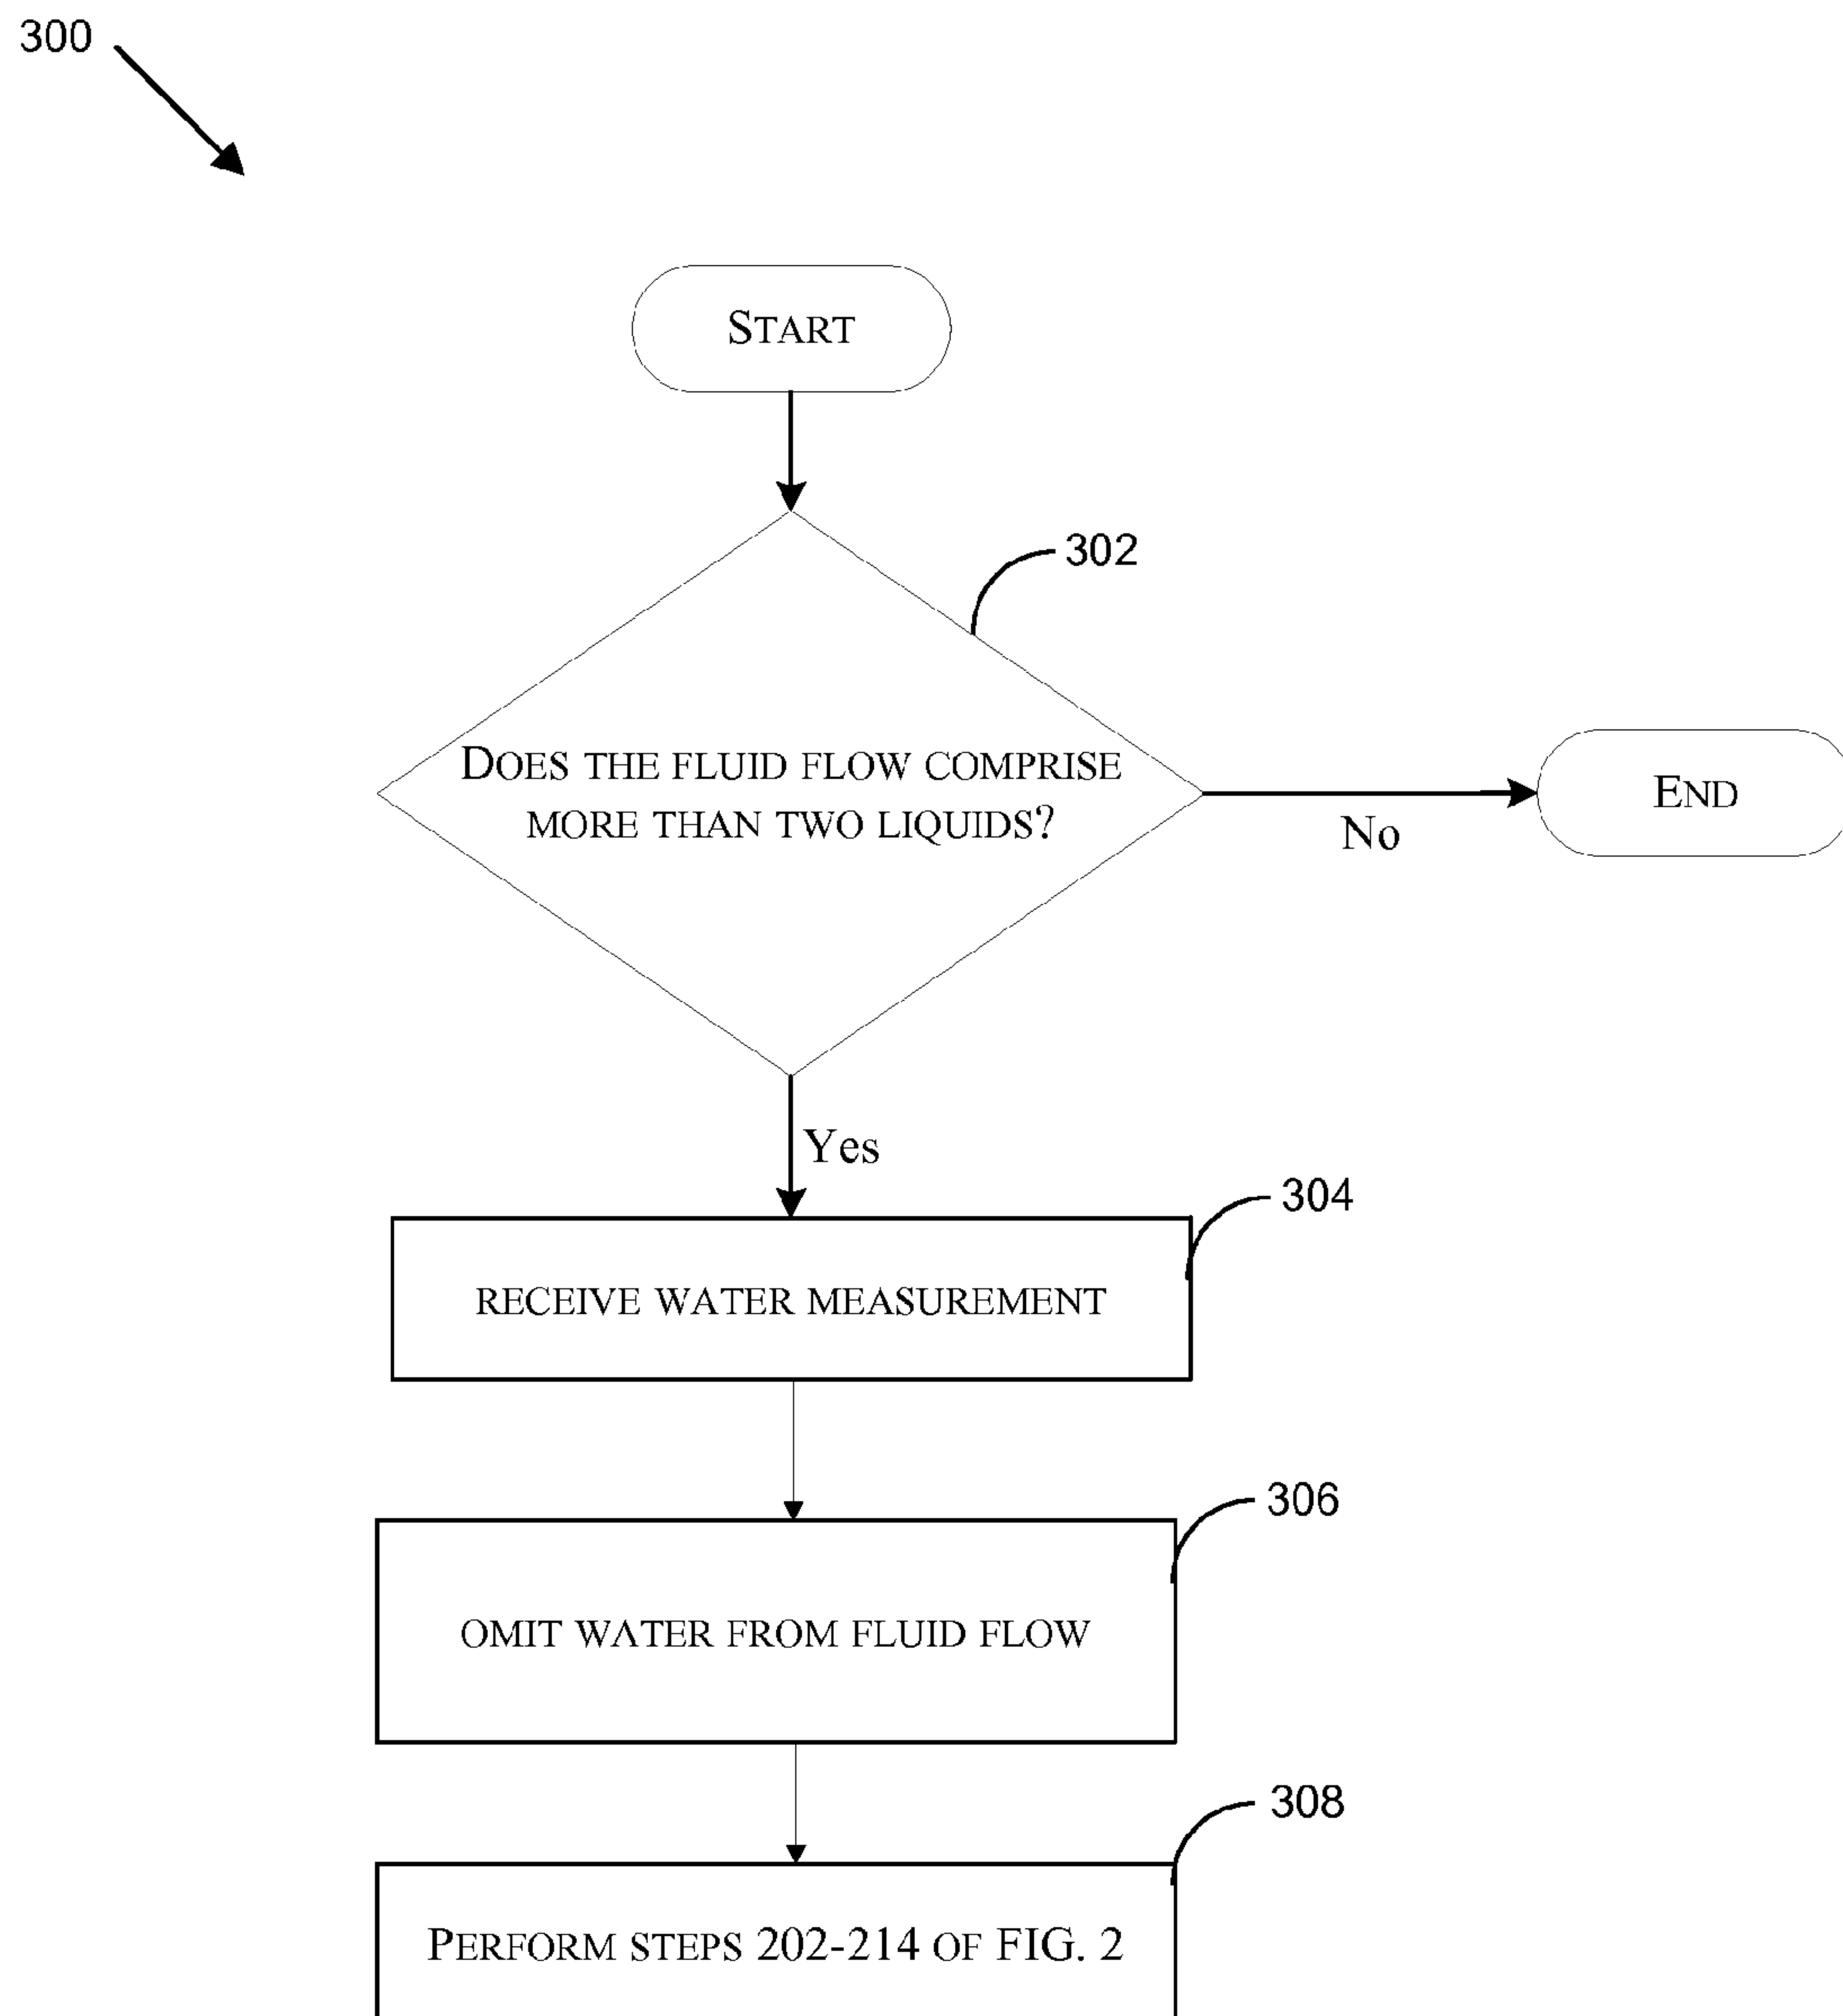 300
START
302
DOES THE FLUID FLOW COMPRISE
MORE THAN TWO LIQUIDS?
NO
END
Yes
304
RECEIVE WATER MEASUREMENT
306
OMIT WATER FROM FLUID FLOW
308
PERFORM STEPS 202-214 OF FIG. 2